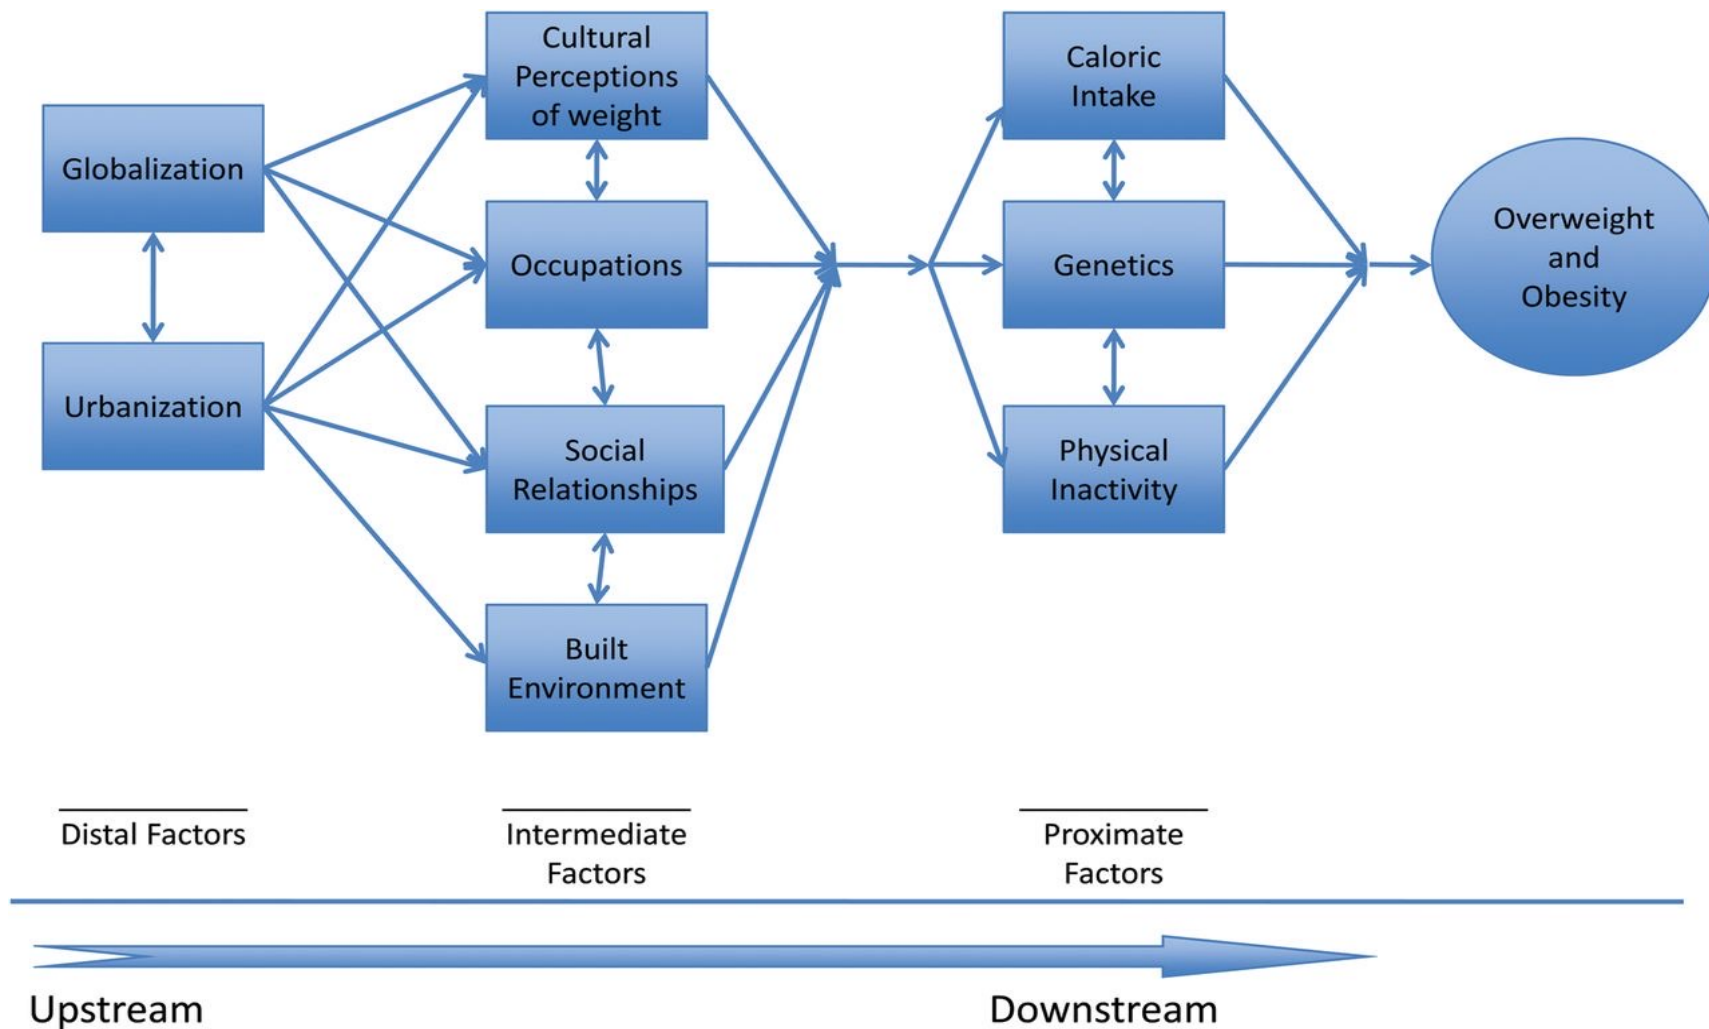 Globalization
Urbanization
Cultural
Perceptions
of weight
Occupations
Social
Relationships
Built
Environment
Caloric
Intake
Genetics
Physical
Inactivity
Overweight
and
Obesity
Distal Factors
Intermediate
Factors
Proximate
Factors
Upstream
Downstream